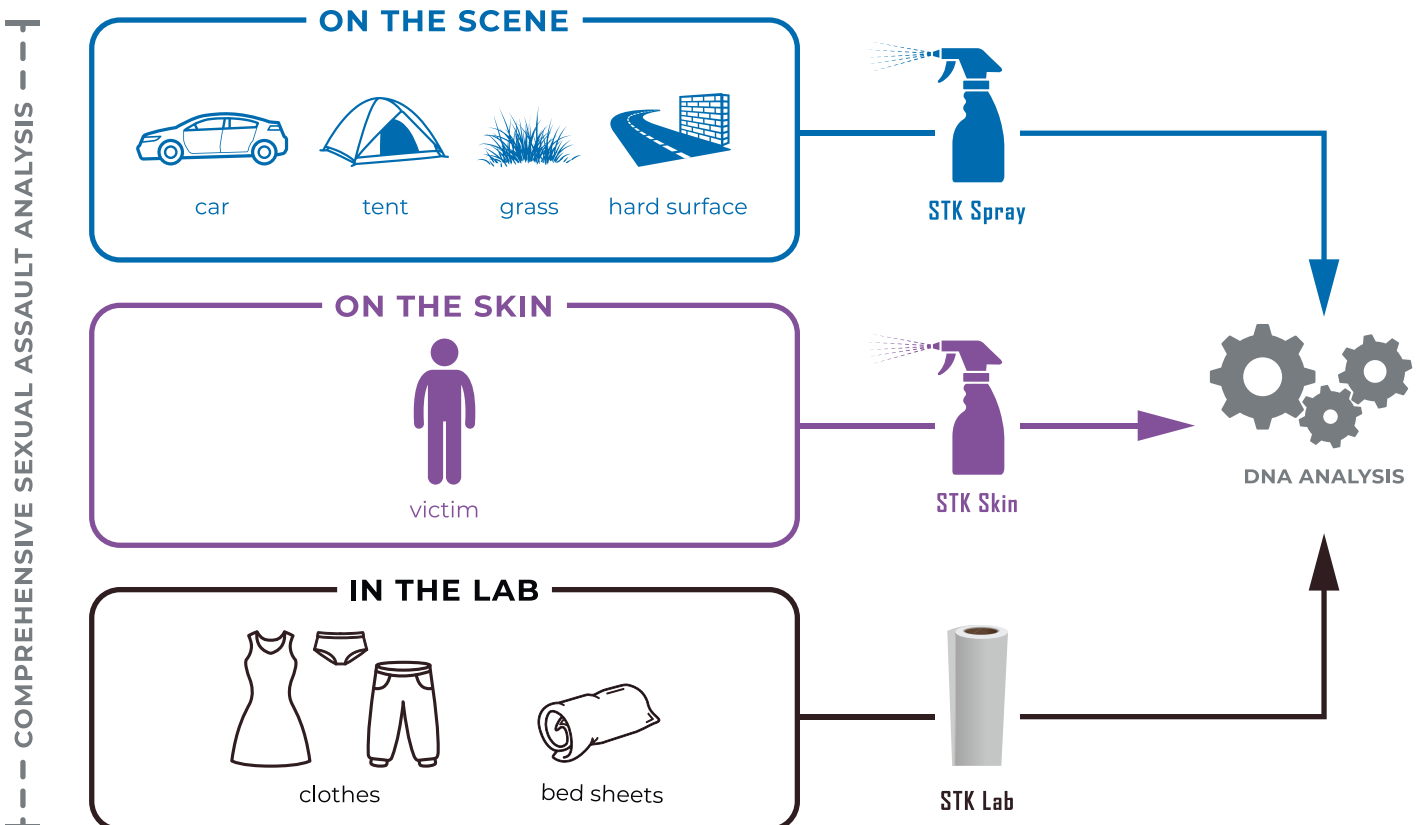 COMPREHENSIVE SEXUAL ASSAULT ANALYSIS
ON THE SCENE
car
tent
grass
hard surface
STK Spray
ON THE SKIN
victim
STK Skin
DNA ANALYSIS
IN THE LAB
clothes
bed sheets
STK Lab